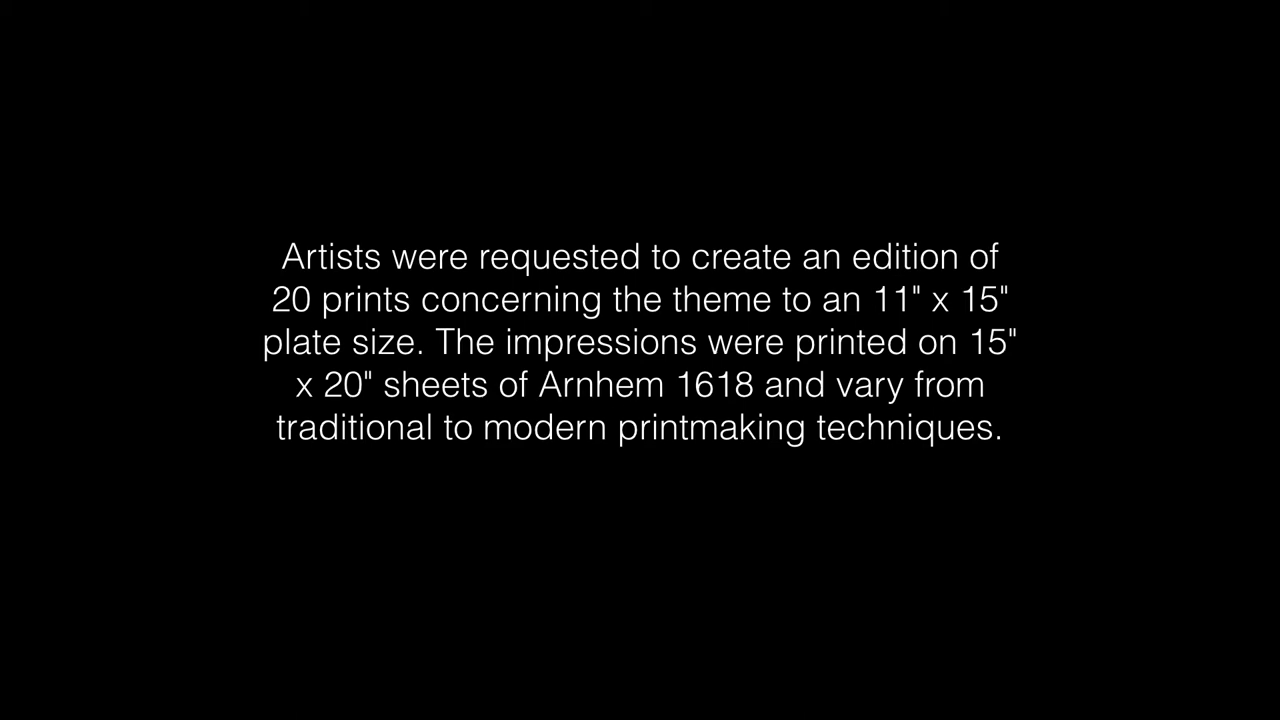 Artists were requested to create an edition of
20 prints concerning the theme to an 11" x 15"
plate size. The impressions were printed on 15"
x 20" sheets of Arnhem 1618 and vary from
traditional to modern printmaking techniques.